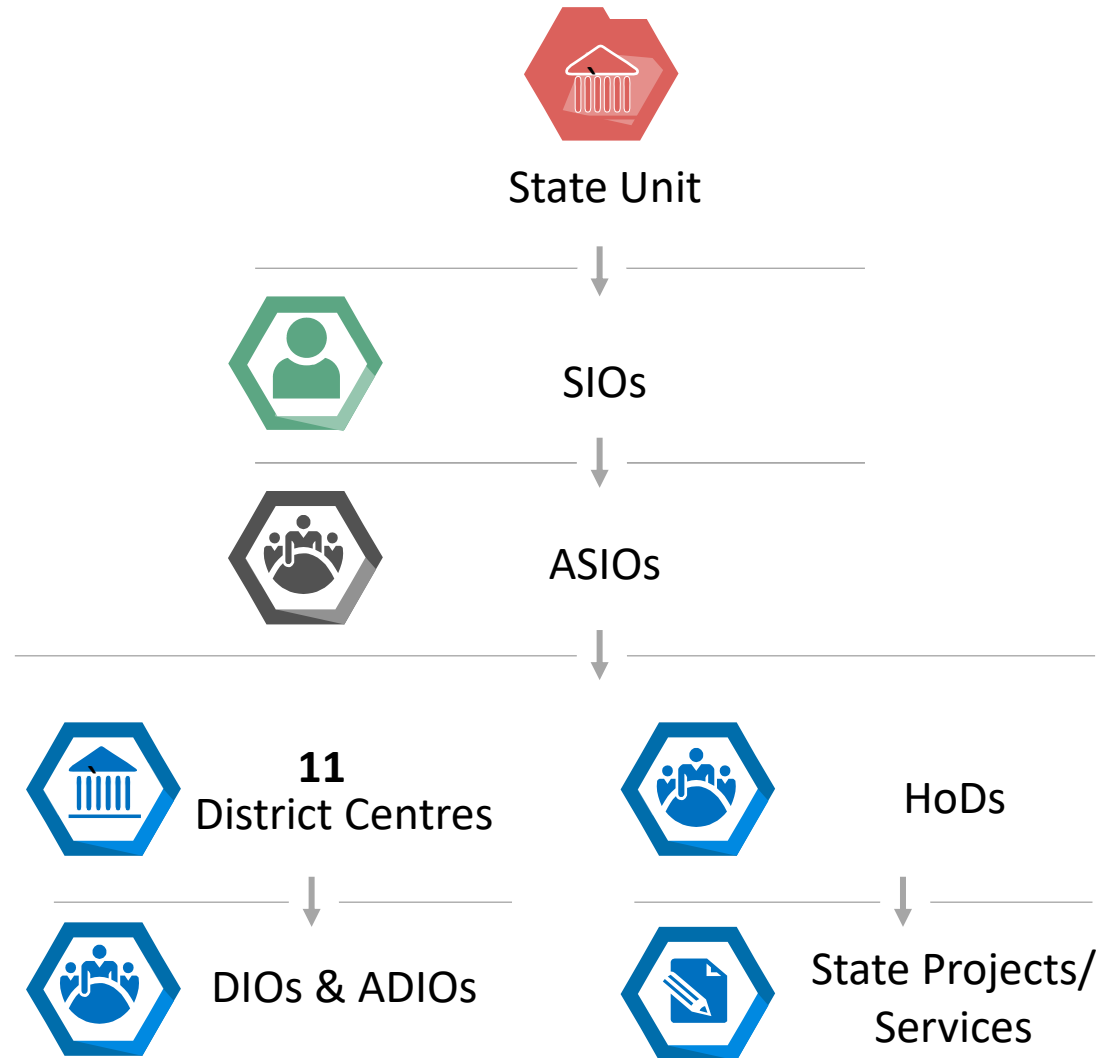 State Unit
SIOs
ASIOs
11
District Centres
HoDs
DIOs & ADIOs
State Projects/
Services